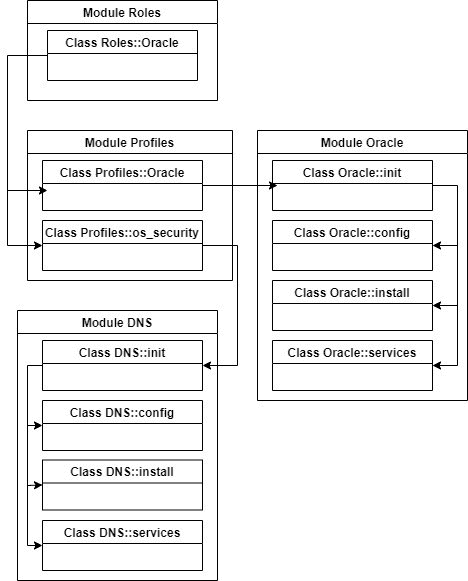 Module Roles
Class Roles::Oracle
Module Profiles
Class Profiles::Oracle
Class Profiles::os_security
Module Oracle
Class Oracle::init
Class Oracle::config
Class Oracle::install
Class Oracle::services
Module DNS
Class DNS::init
Class DNS::config
Class DNS::install
Class DNS::services